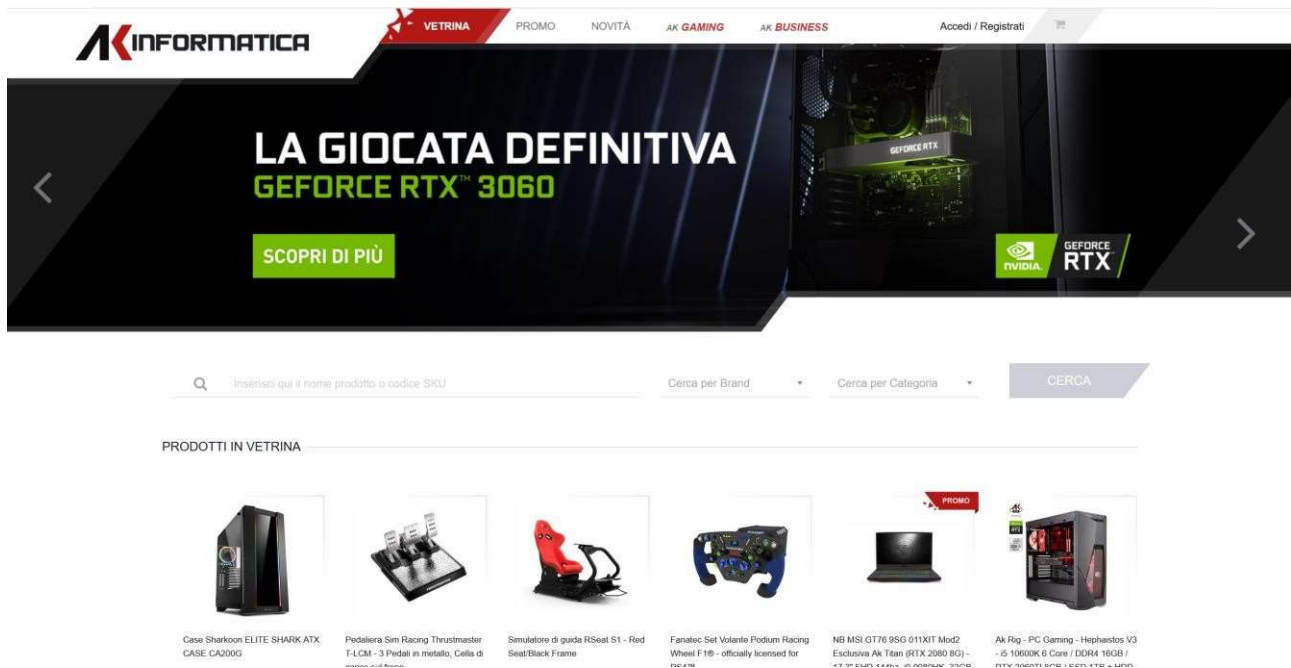 AKINFORMATICA
VETRINA
PROMO
NOVITÀ
AK GAMING
AK BUSINESS
Accedi / Registrati
LA GIOCATA DEFINITIVA
GEFORCE RTX™ 3060
SCOPRI DI PIÙ
GEFORCE RTX
NVIDIA.
GEFORCE
RTX
Inserisci qui il nome prodotto o codice SKU
Cerca per Brand
Cerca per Categoria
CERCA
PRODOTTI IN VETRINA
PROMO
Case Sharkoon ELITE SHARK ATX
CASE CA200G
Pedaliera Sim Racing Thrustmaster
T-LCM - 3 Pedali in metallo, Cella di
Simulatore di guida RSeat S1 - Red
Seat/Black Frame
Fanatec Set Volante Podium Racing
Wheel F1® - officially licensed for
NB MSI GT76 9SG 011XIT Mod2
Esclusiva Ak Titan (RTX 2080 8G) -
Ak Rig - PC Gaming - Hephaistos V3
- i5 10600K 6 Core / DDR4 16GB /